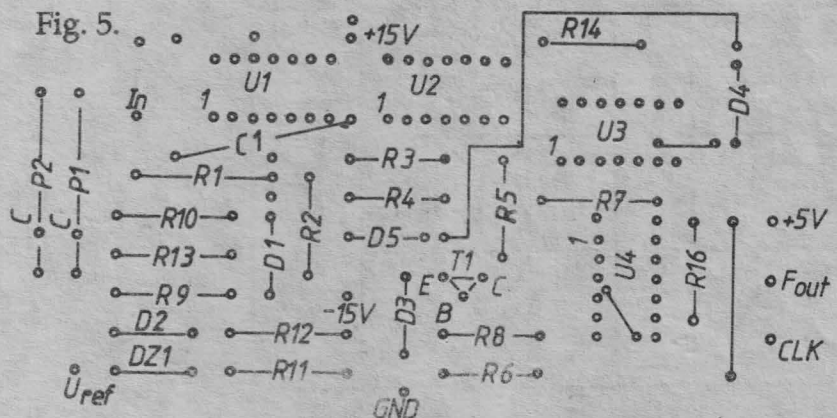 Fig. 5.
+15V
R14
U1
U2
D4
In
1
1
U3
C1
1
P2
P1
R3
R1
R4
R5
R7
C
C
R10
D1
R2
D5
1
+5V
R13
T1
U4
R16
E
C
Fout
R9
B
-15V
D3
D2
R12
R8
CLK
DZ1
R11
R6
Uref
GND